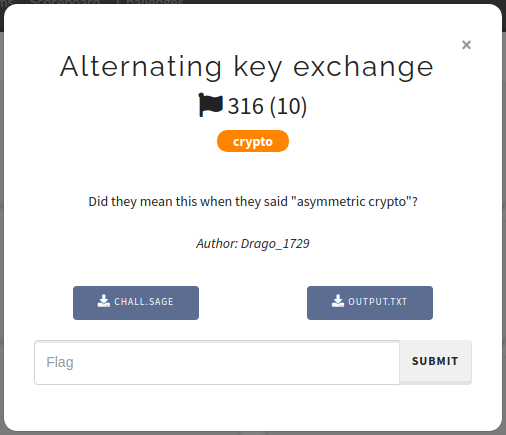 Scoreboard Challenges
×
Alternating key exchange
316 (10)
crypto
Did they mean this when they said "asymmetric crypto"?
Author: Drago_1729
CHALL.SAGE OUTPUT.TXT
Flag SUBMIT